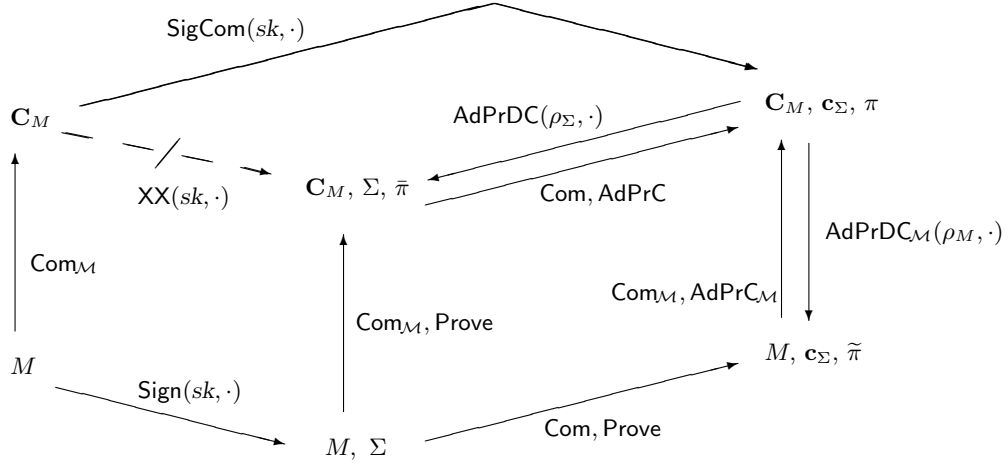 SigCom(sk, ·)
C_M
C_M, c_Σ, π
AdPrDC(ρ_Σ, ·)
XX(sk, ·)
C_M, Σ, π̄
Com, AdPrC
AdPrDC_ℳ(ρ_M, ·)
Com_ℳ
Com_ℳ, AdPrC_ℳ
Com_ℳ, Prove
M
M, c_Σ, π̃
Sign(sk, ·)
Com, Prove
M, Σ